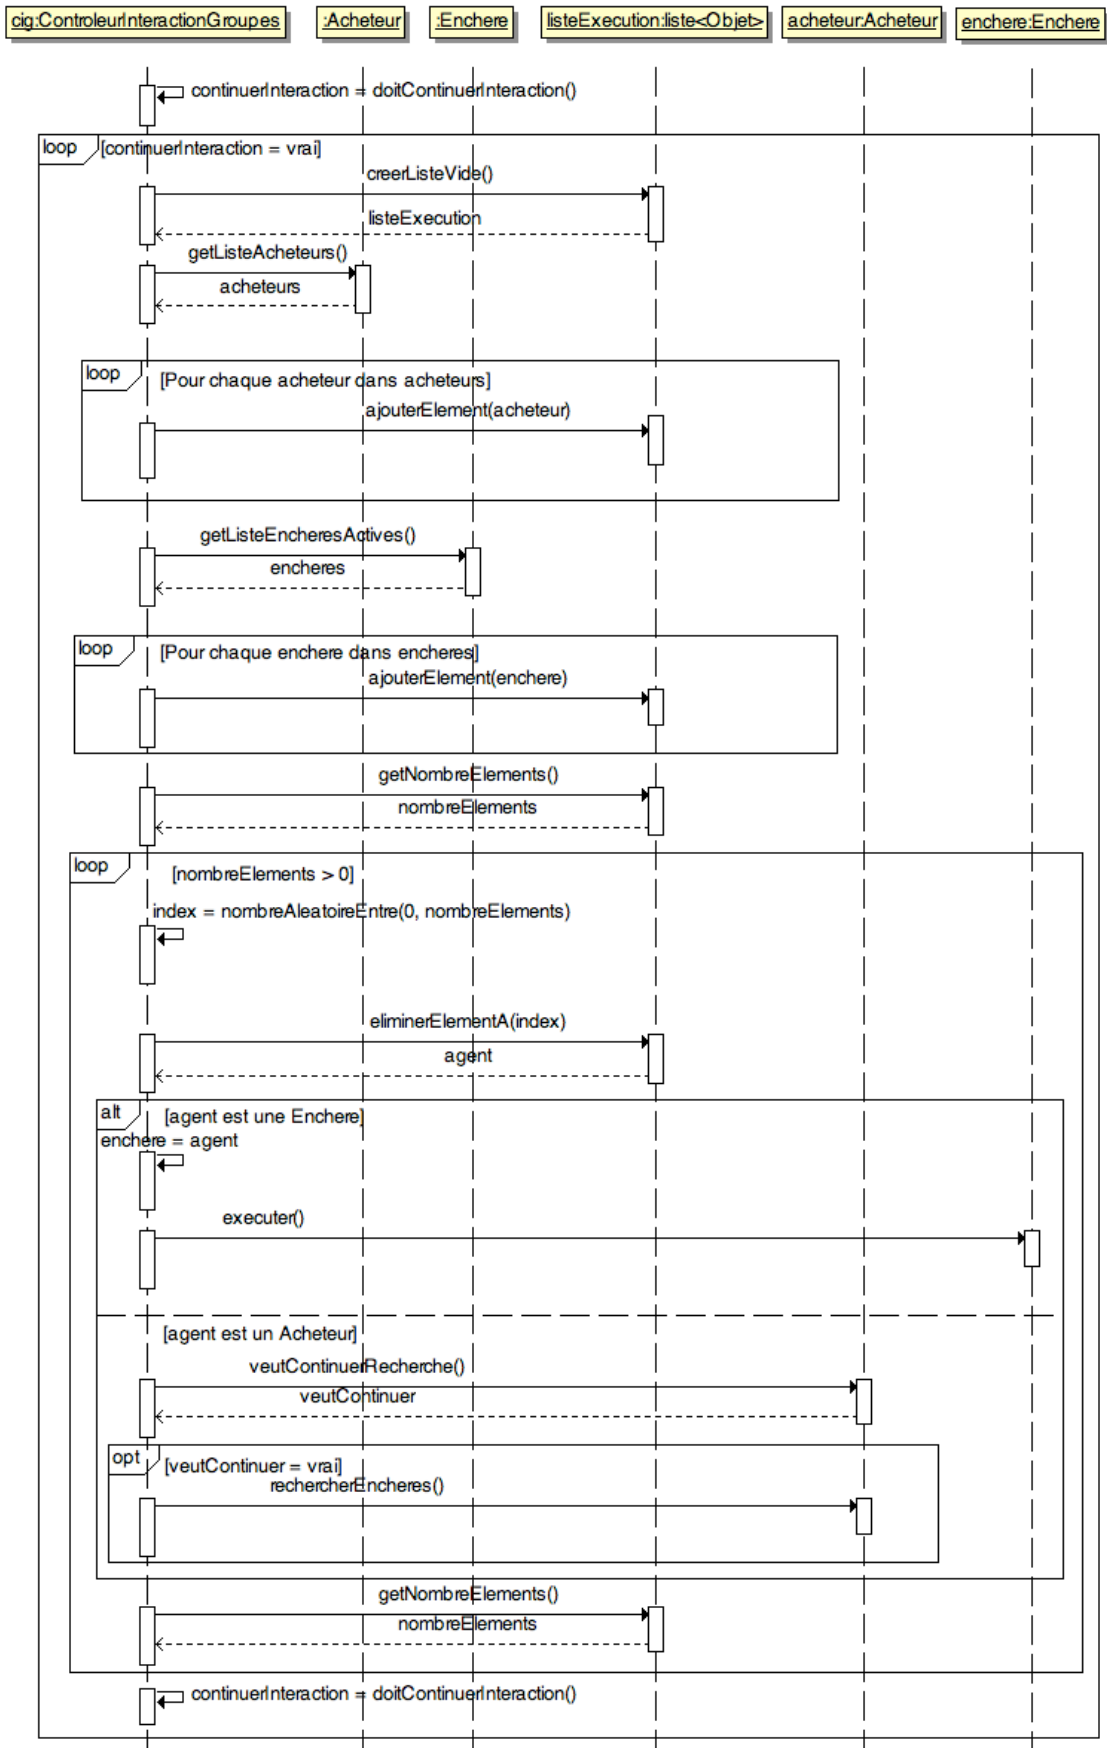 cig:ControleurInteractionGroupes
:Acheteur
:Enchere
listeExecution:liste<Objet>
acheteur:Acheteur
enchere:Enchere
continuerInteraction = doitContinuerInteraction()
loop
[continuerInteraction = vrai]
creerListeVide()
listeExecution
getListeAcheteurs()
acheteurs
loop
[Pour chaque acheteur dans acheteurs]
ajouterElement(acheteur)
getListeEncheresActives()
encheres
loop
[Pour chaque enchere dans encheres]
ajouterElement(enchere)
getNombreElements()
nombreElements
loop
[nombreElements > 0]
index = nombreAleatoireEntre(0, nombreElements)
eliminerElementA(index)
agent
alt
[agent est une Enchere]
enchere = agent
executer()
[agent est un Acheteur]
veutContinuerRecherche()
veutContinuer
opt
[veutContinuer = vrai]
rechercherEncheres()
getNombreElements()
nombreElements
continuerInteraction = doitContinuerInteraction()